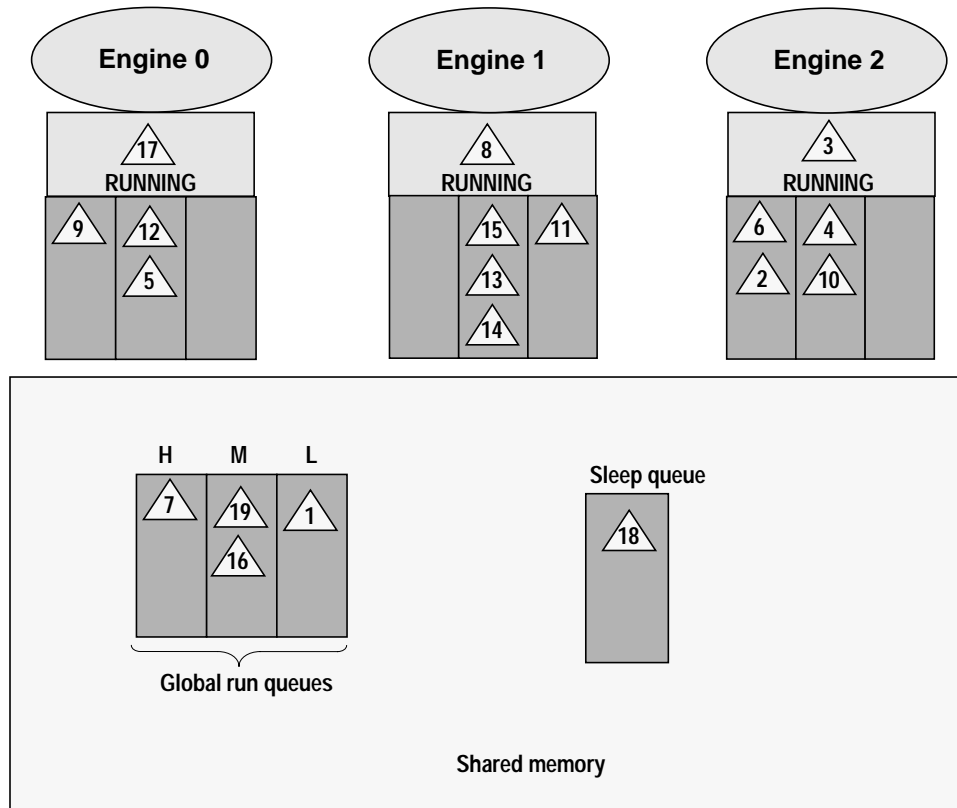 Engine 0 Engine 1 Engine 2
17 8 3
RUNNING RUNNING RUNNING
9 12 15 11 6 4
5 13 2 10
14
H M L
7 19 1
16
Sleep queue
18
Global run queues
Shared memory